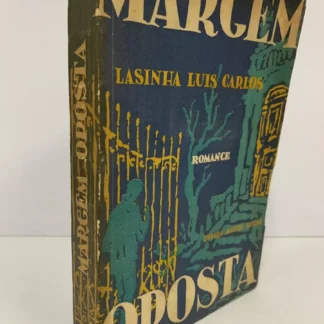 MARGEM
LASINHA LUIS CARLOS
ROMANCE
OPOSTA
MARGEM OPOSTA